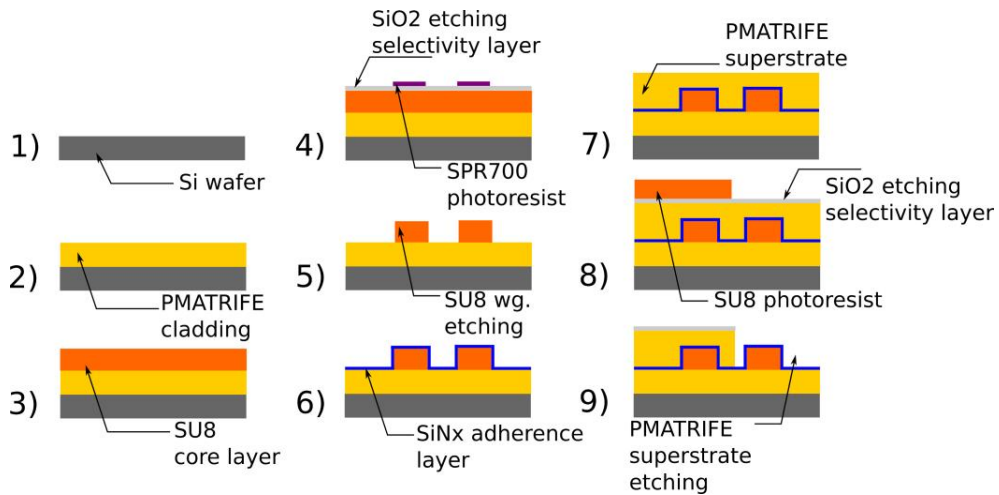 1)
Si wafer
2)
PMATRIFE
cladding
3)
SU8
core layer
SiO2 etching
selectivity layer
4)
SPR700
photoresist
5)
SU8 wg.
etching
6)
SiNx adherence
layer
PMATRIFE
superstrate
7)
SiO2 etching
selectivity layer
8)
SU8 photoresist
9)
PMATRIFE
superstrate
etching